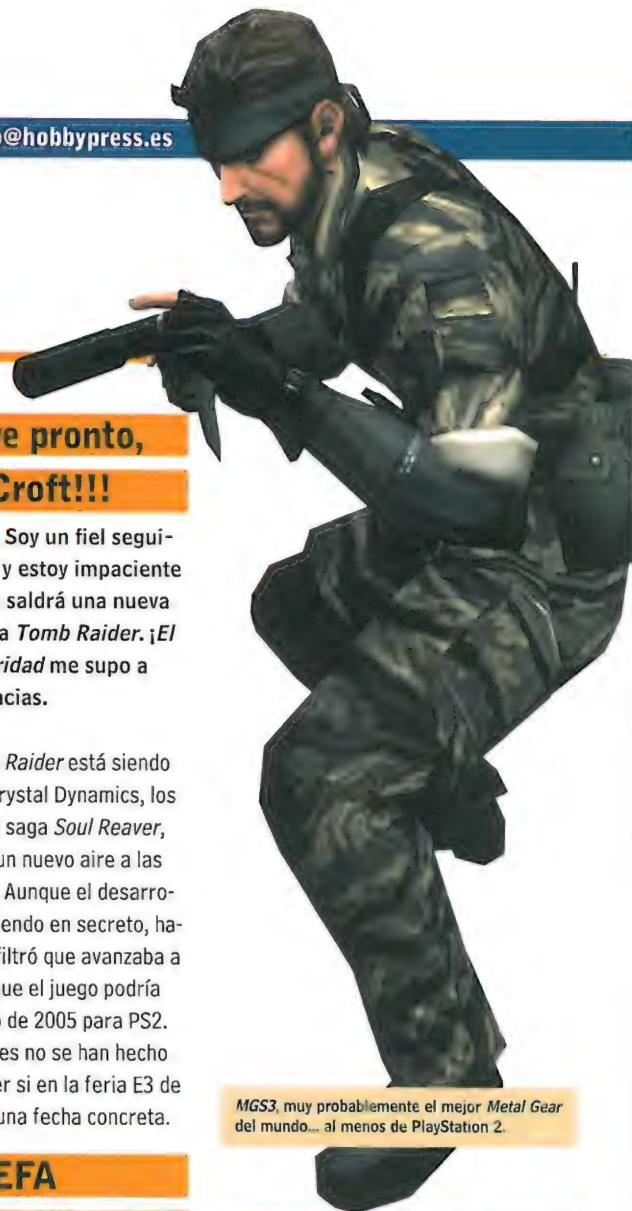 @hobbypress.es
e pronto,
Croft!!!
Soy un fiel segui-
y estoy impaciente
saldrá una nueva
a Tomb Raider. ¡El
ridad me supo a
cias.
Raider está siendo
rystal Dynamics, los
saga Soul Reaver,
un nuevo aire a las
Aunque el desarro-
endo en secreto, ha-
filtró que avanzaba a
ue el juego podría
o de 2005 para PS2.
es no se han hecho
er si en la feria E3 de
una fecha concreta.
MGS3, muy probablemente el mejor Metal Gear
del mundo... al menos de PlayStation 2.
EFA